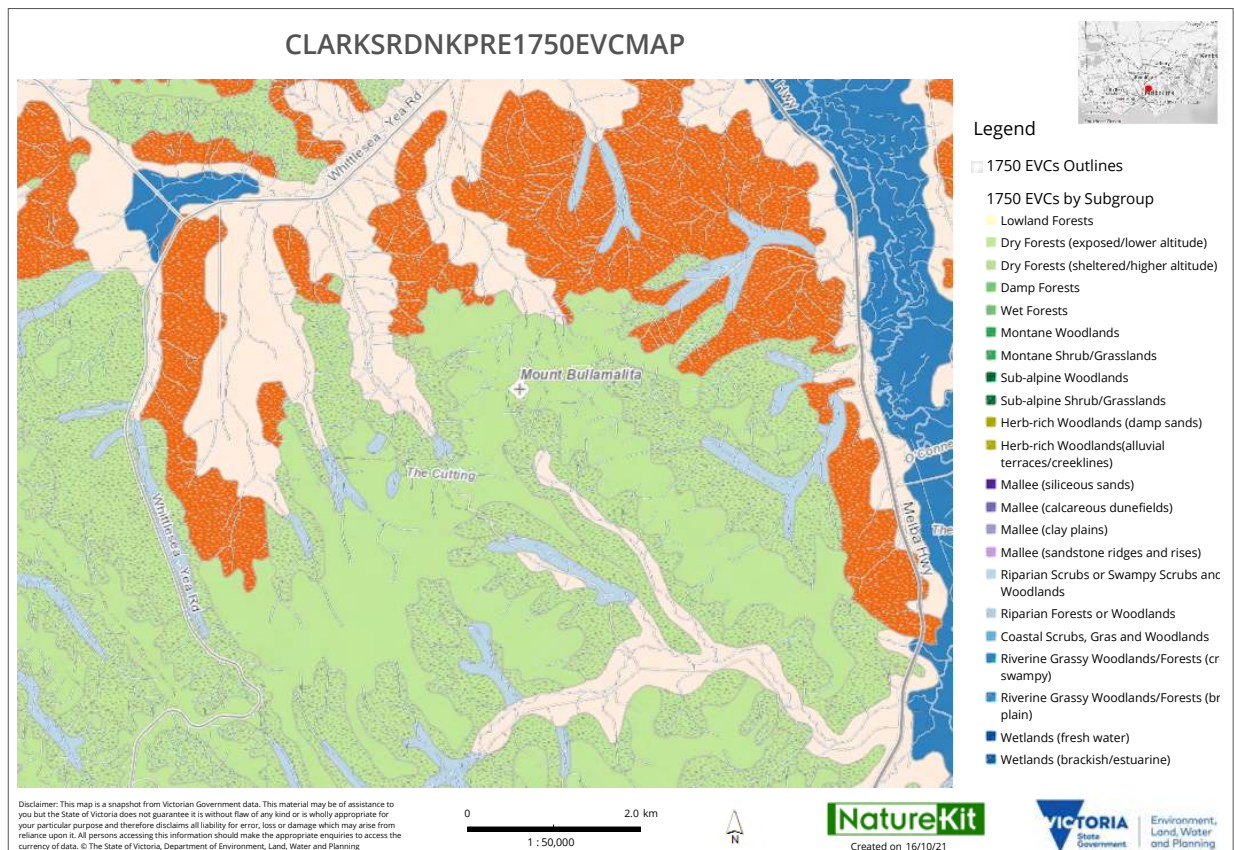 CLARKSRDNKPRE1750EVCMAP
Whittlesea - Yea Rd
Hwy
Mount Bullamalita
The Cutting
O'Conne
Whittlesea - Yea Rd
Melba Hwy
The
Legend
1750 EVCs Outlines
1750 EVCs by Subgroup
Lowland Forests
Dry Forests (exposed/lower altitude)
Dry Forests (sheltered/higher altitude)
Damp Forests
Wet Forests
Montane Woodlands
Montane Shrub/Grasslands
Sub-alpine Woodlands
Sub-alpine Shrub/Grasslands
Herb-rich Woodlands (damp sands)
Herb-rich Woodlands(alluvial
terraces/creeklines)
Mallee (siliceous sands)
Mallee (calcareous dunefields)
Mallee (clay plains)
Mallee (sandstone ridges and rises)
Riparian Scrubs or Swampy Scrubs and
Woodlands
Riparian Forests or Woodlands
Coastal Scrubs, Gras and Woodlands
Riverine Grassy Woodlands/Forests (cr
swampy)
Riverine Grassy Woodlands/Forests (br
plain)
Wetlands (fresh water)
Wetlands (brackish/estuarine)
Disclaimer: This map is a snapshot from Victorian Government data. This material may be of assistance to
you but the State of Victoria does not guarantee it is without flaw of any kind or is wholly appropriate for
your particular purpose and therefore disclaims all liability for error, loss or damage which may arise from
reliance upon it. All persons accessing this information should make the appropriate enquiries to access the
currency of data. © The State of Victoria, Department of Environment, Land, Water and Planning
0 2.0 km
1 : 50,000
N
NatureKit
Created on 16/10/21
VICTORIA
State
Government
Environment,
Land, Water
and Planning